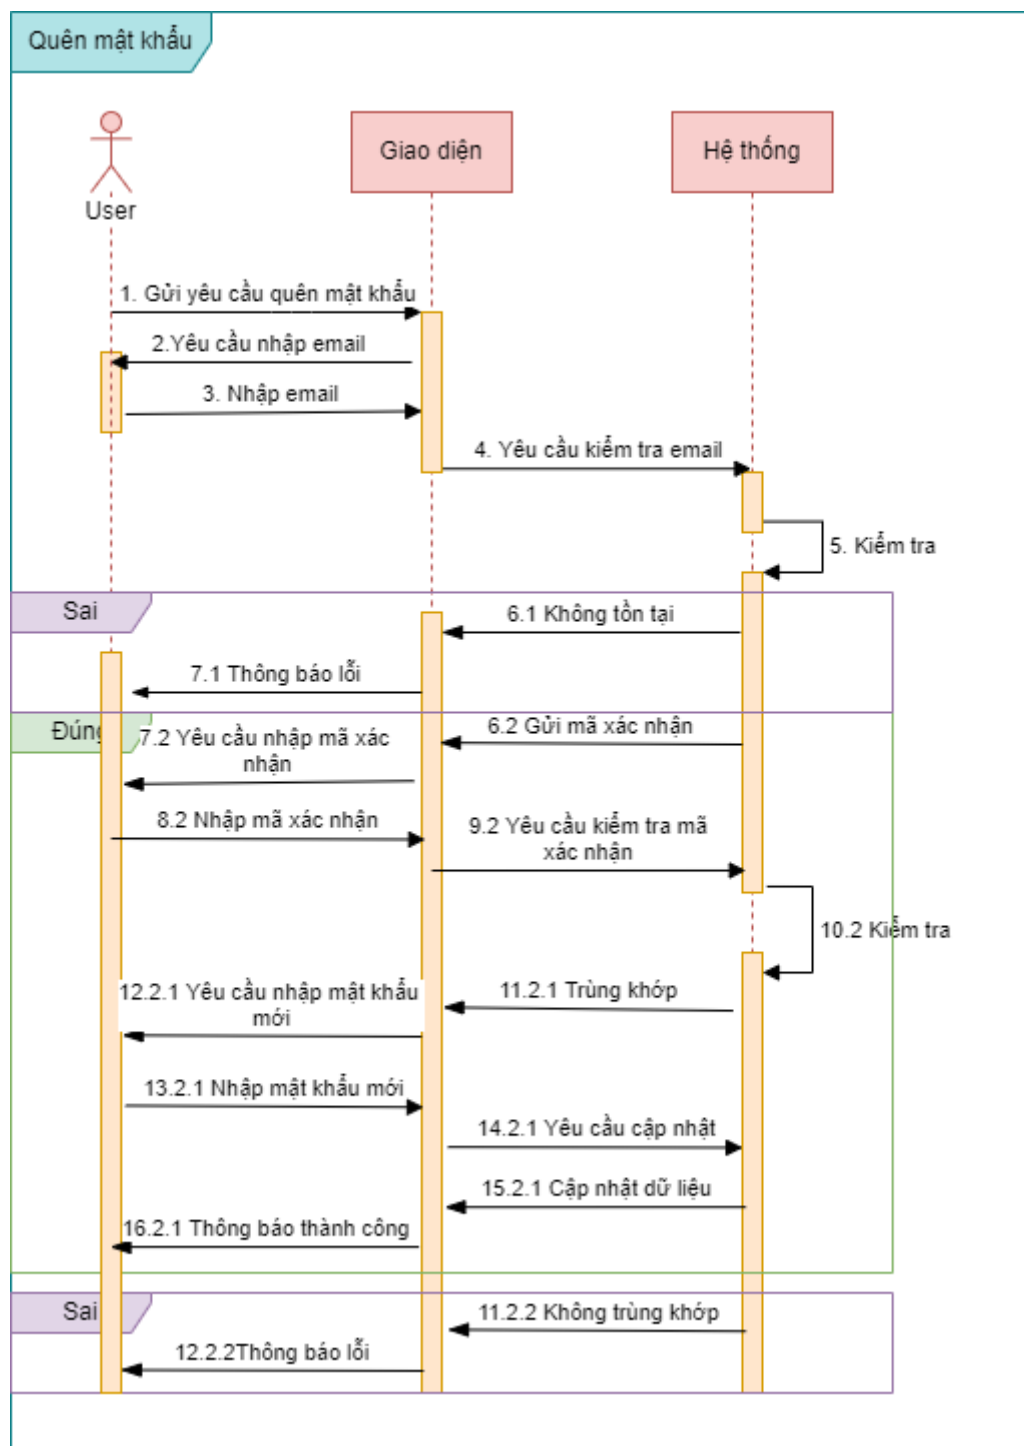 Quên mật khẩu
Giao diện
Hệ thống
User
1. Gửi yêu cầu quên mật khẩu
2.Yêu cầu nhập email
3. Nhập email
4. Yêu cầu kiểm tra email
5. Kiểm tra
Sai
6.1 Không tồn tại
7.1 Thông báo lỗi
Đúng
6.2 Gửi mã xác nhận
7.2 Yêu cầu nhập mã xác
nhận
8.2 Nhập mã xác nhận
9.2 Yêu cầu kiểm tra mã
xác nhận
10.2 Kiểm tra
11.2.1 Trùng khớp
12.2.1 Yêu cầu nhập mật khẩu
mới
13.2.1 Nhập mật khẩu mới
14.2.1 Yêu cầu cập nhật
15.2.1 Cập nhật dữ liệu
16.2.1 Thông báo thành công
Sai
11.2.2 Không trùng khớp
12.2.2Thông báo lỗi